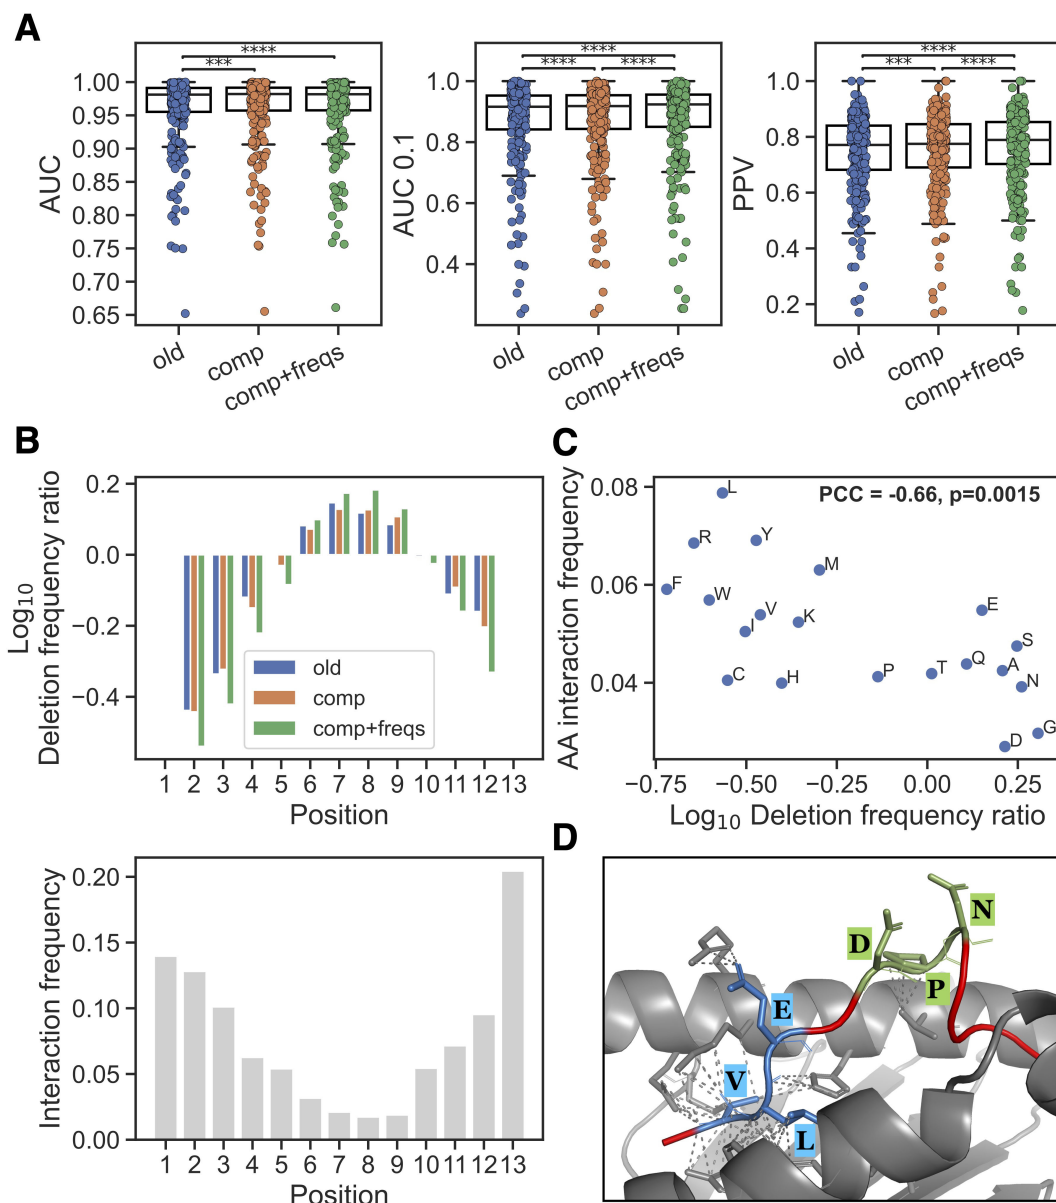 A
****
***
1.00
0.95
0.90
0.85
0.80
0.75
0.70
0.65
AUC
old
comp
comp+freqs
****
****
****
1.0
0.8
0.6
0.4
AUC 0.1
old
comp
comp+freqs
****
***
****
1.0
0.8
0.6
0.4
0.2
PPV
old
comp
comp+freqs
B
Log10
Deletion frequency ratio
0.2
0.0
−0.2
−0.4
old
comp
comp+freqs
1 2 3 4 5 6 7 8 9 10 11 12 13
Position
C
AA interaction frequency
0.08
0.06
0.04
PCC = -0.66, p=0.0015
L
R
Y
F
M
W
V
K
I
E
C
H
S
P
T
Q
A
N
D
G
−0.75 −0.50 −0.25 0.00 0.25
Log10 Deletion frequency ratio
Interaction frequency
0.20
0.15
0.10
0.05
0.00
1 2 3 4 5 6 7 8 9 10 11 12 13
Position
D
N
D
P
E
V
L